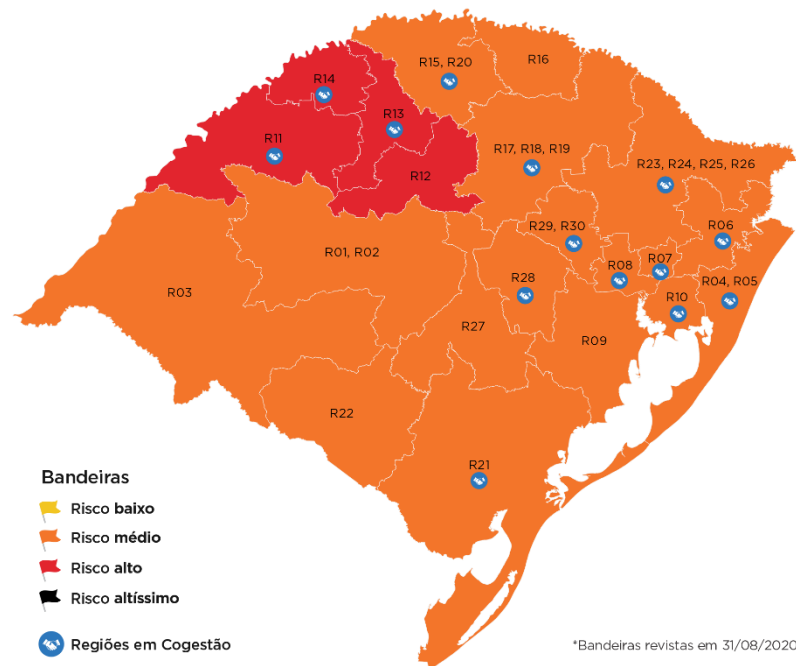 R15, R20
R16
R14
R13
R11
R17, R18, R19
R12
R23, R24, R25, R26
R29, R30
R06
R01, R02
R07
R08
R28
R04, R05
R03
R10
R27
R09
R22
R21
Bandeiras
Risco baixo
Risco médio
Risco alto
Risco altíssimo
Regiões em Cogestão
*Bandeiras revistas em 31/08/2020